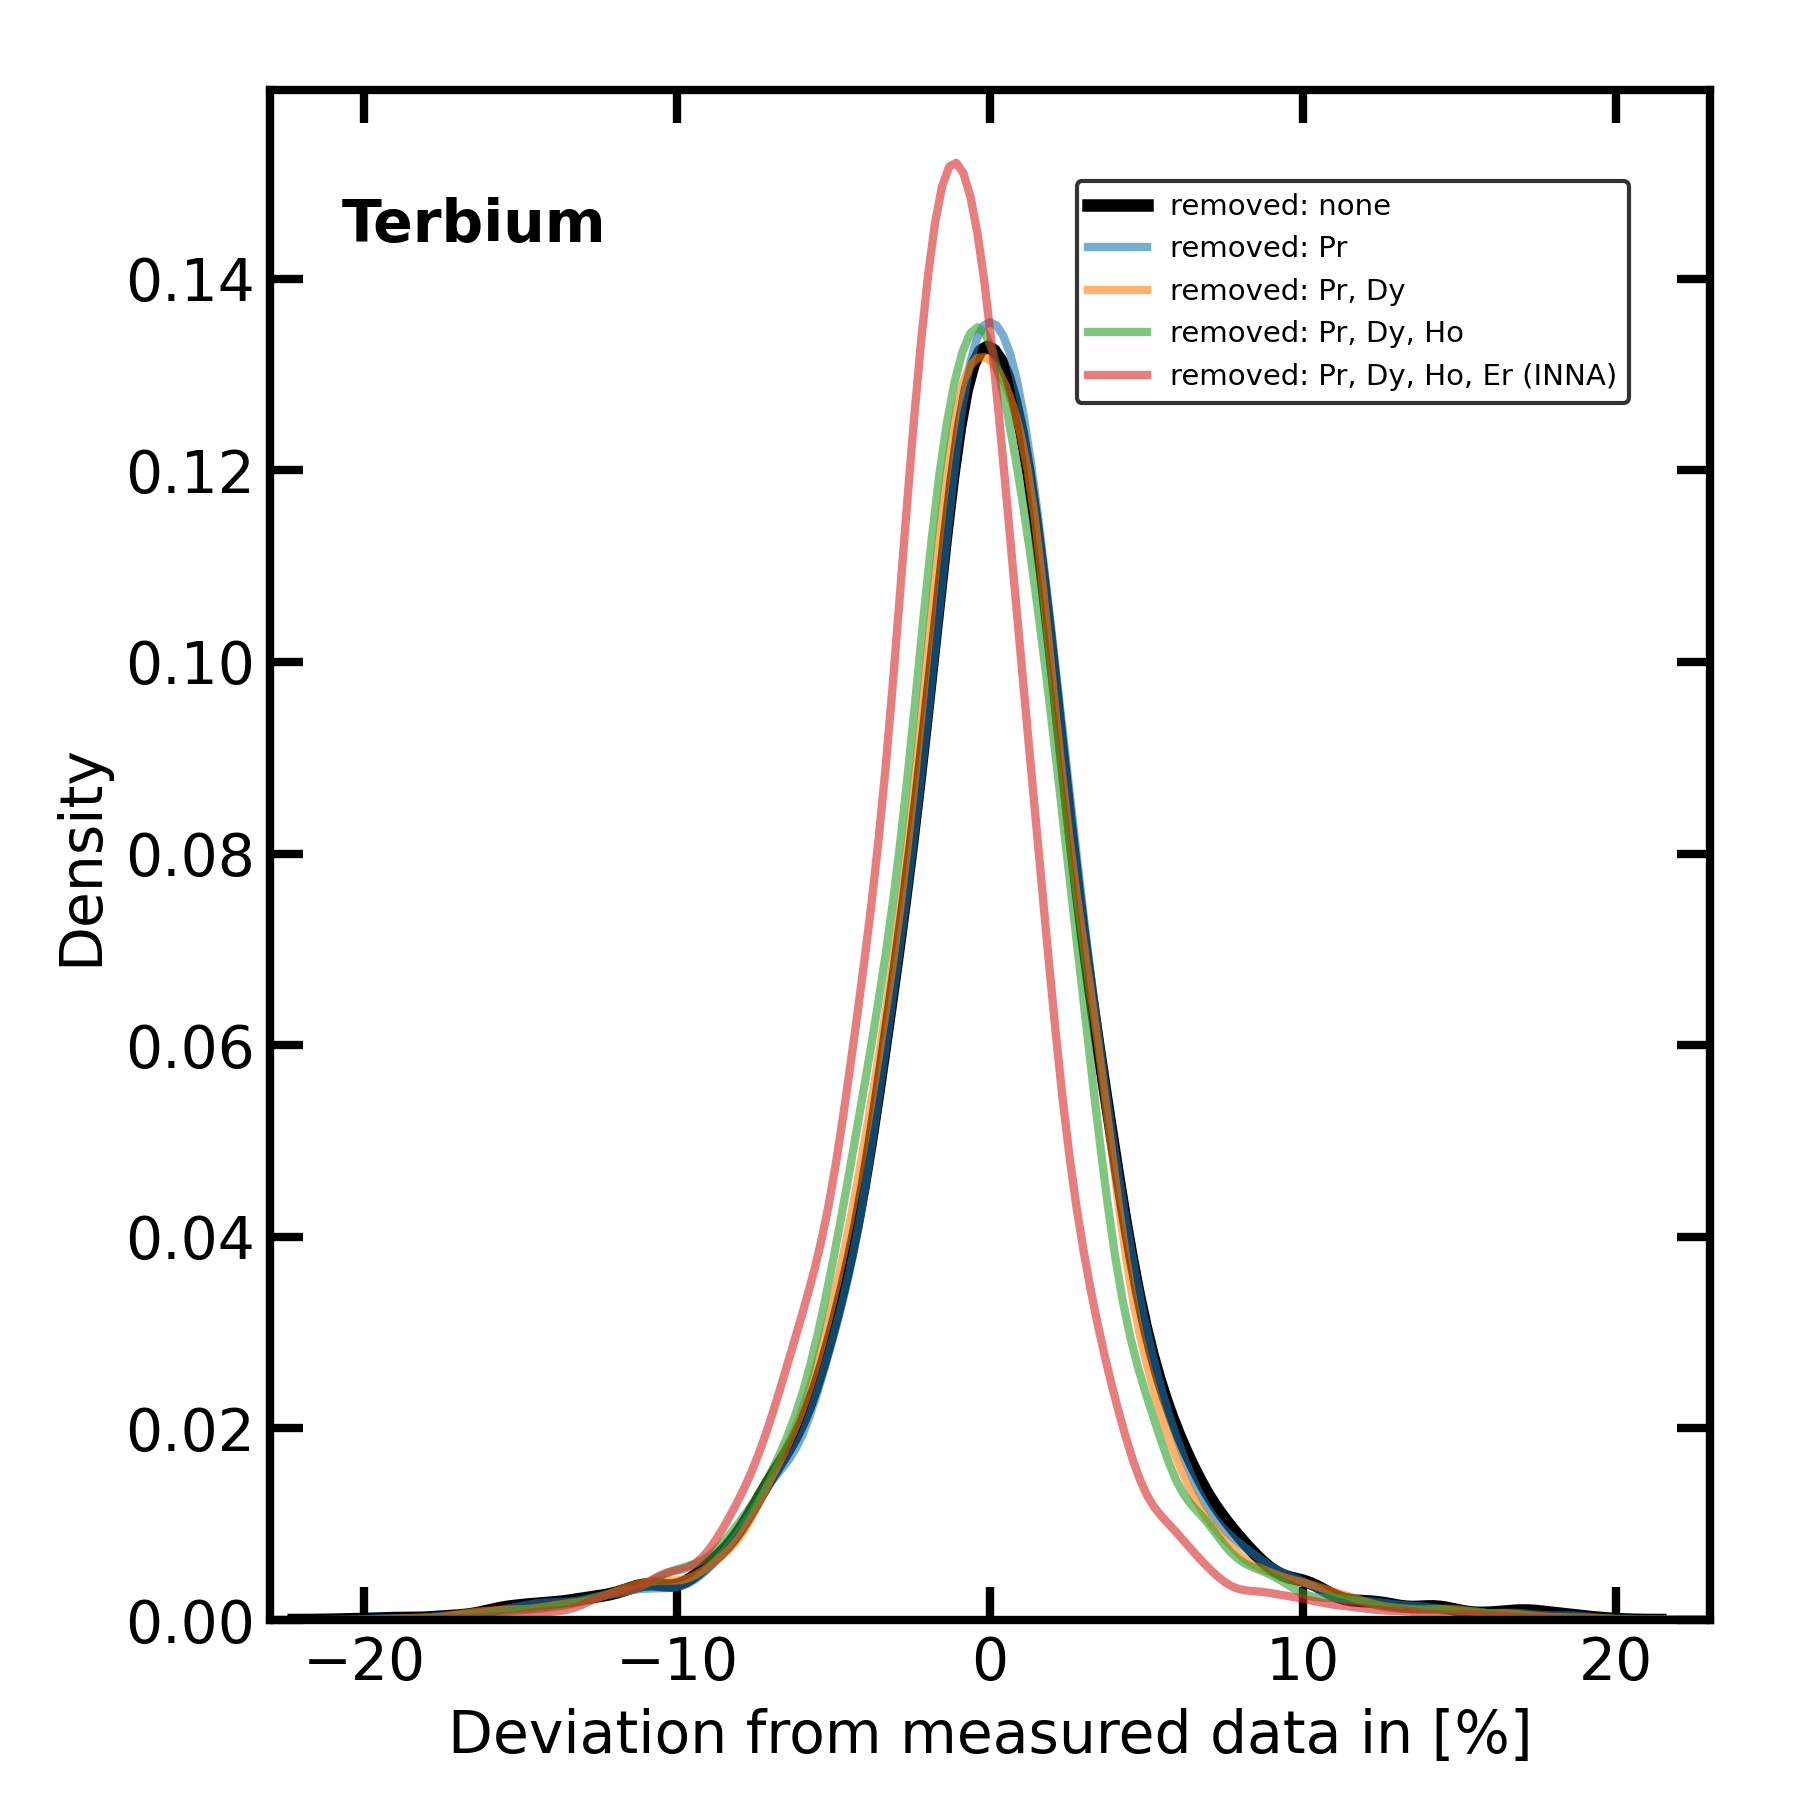 Terbium
removed: none
removed: Pr
removed: Pr, Dy
removed: Pr, Dy, Ho
removed: Pr, Dy, Ho, Er (INNA)
0.14
0.12
0.10
0.08
0.06
0.04
0.02
0.00
Density
−20 −10 0 10 20
Deviation from measured data in [%]